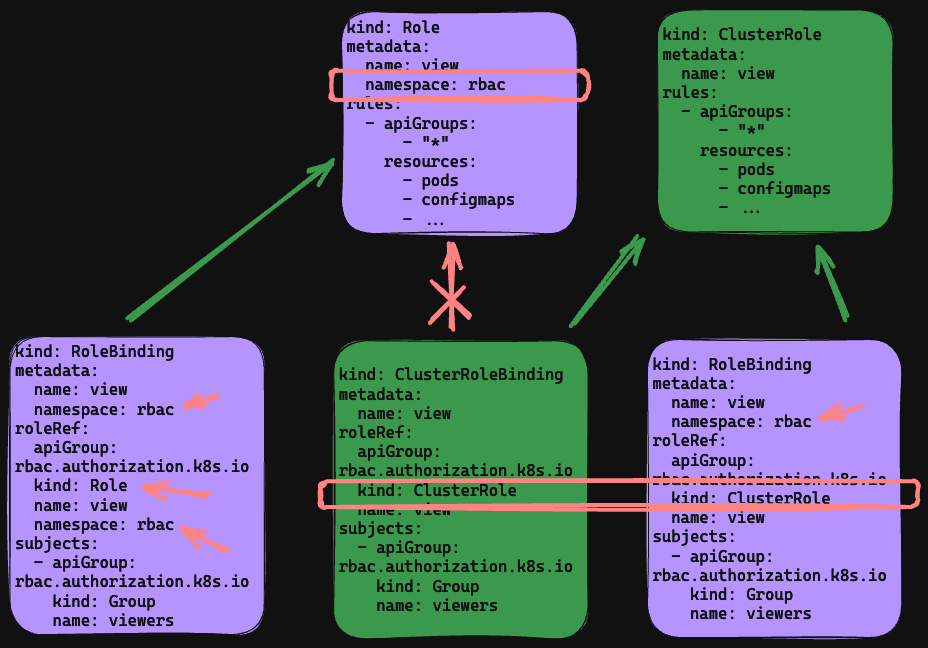 kind: Role
metadata:
  name: view
  namespace: rbac
rules:
  - apiGroups:
      - "*"
    resources:
      - pods
      - configmaps
      - ...
kind: ClusterRole
metadata:
  name: view
rules:
  - apiGroups:
      - "*"
    resources:
      - pods
      - configmaps
      - ...
kind: RoleBinding
metadata:
  name: view
  namespace: rbac
roleRef:
  apiGroup:
rbac.authorization.k8s.io
  kind: Role
  name: view
  namespace: rbac
subjects:
  - apiGroup:
rbac.authorization.k8s.io
    kind: Group
    name: viewers
kind: ClusterRoleBinding
metadata:
  name: view
roleRef:
  apiGroup:
rbac.authorization.k8s.io
  kind: ClusterRole
  name: view
subjects:
  - apiGroup:
rbac.authorization.k8s.io
    kind: Group
    name: viewers
kind: RoleBinding
metadata:
  name: view
  namespace: rbac
roleRef:
  apiGroup:
rbac.authorization.k8s.io
  kind: ClusterRole
  name: view
subjects:
  - apiGroup:
rbac.authorization.k8s.io
    kind: Group
    name: viewers